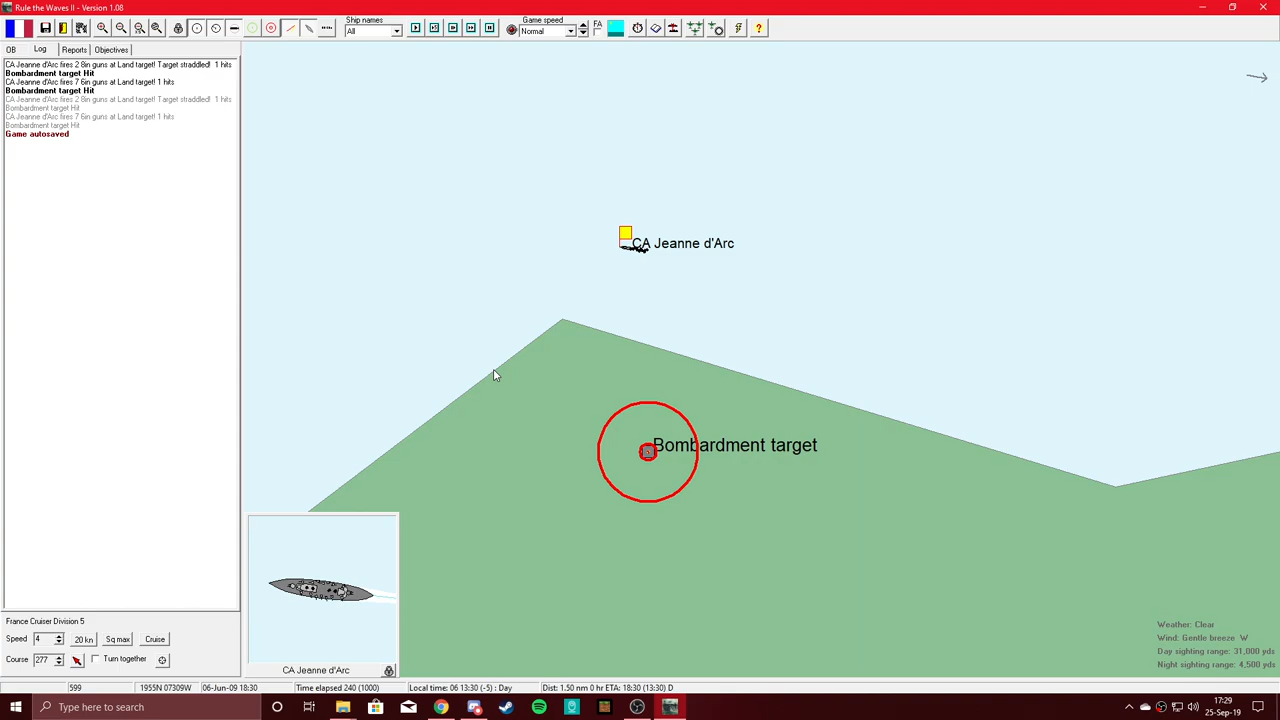 Rule the Waves II - Version 1.08
Ship names
Game speed
All
Normal
FA
OB
Log
Reports
Objectives
CA Jeanne d'Arc fires 2 8in guns at Land target! Target straddled!  1 hits
Bombardment target Hit
CA Jeanne d'Arc fires 7 6in guns at Land target! 1 hits
Bombardment target Hit
CA Jeanne d'Arc fires 2 8in guns at Land target! Target straddled!  1 hits
Bombardment target Hit
CA Jeanne d'Arc fires 7 6in guns at Land target! 1 hits
Bombardment target Hit
Game autosaved
CA Jeanne d'Arc
Bombardment target
France Cruiser Division 5
Speed 4 20 kn Sq max Cruise
Course 277 Turn together
CA Jeanne d'Arc
Weather: Clear
Wind: Gentle breeze  W
Day sighting range: 31,000 yds
Night sighting range: 4,500 yds
599 1955N 07309W 06-Jun-09 18:30 Time elapsed 240 (1000) Local time: 06 13:30 (-5) : Day Dist: 1.50 nm 0 hr ETA: 18:30 (13:30) D
Type here to search
17:29
25-Sep-19